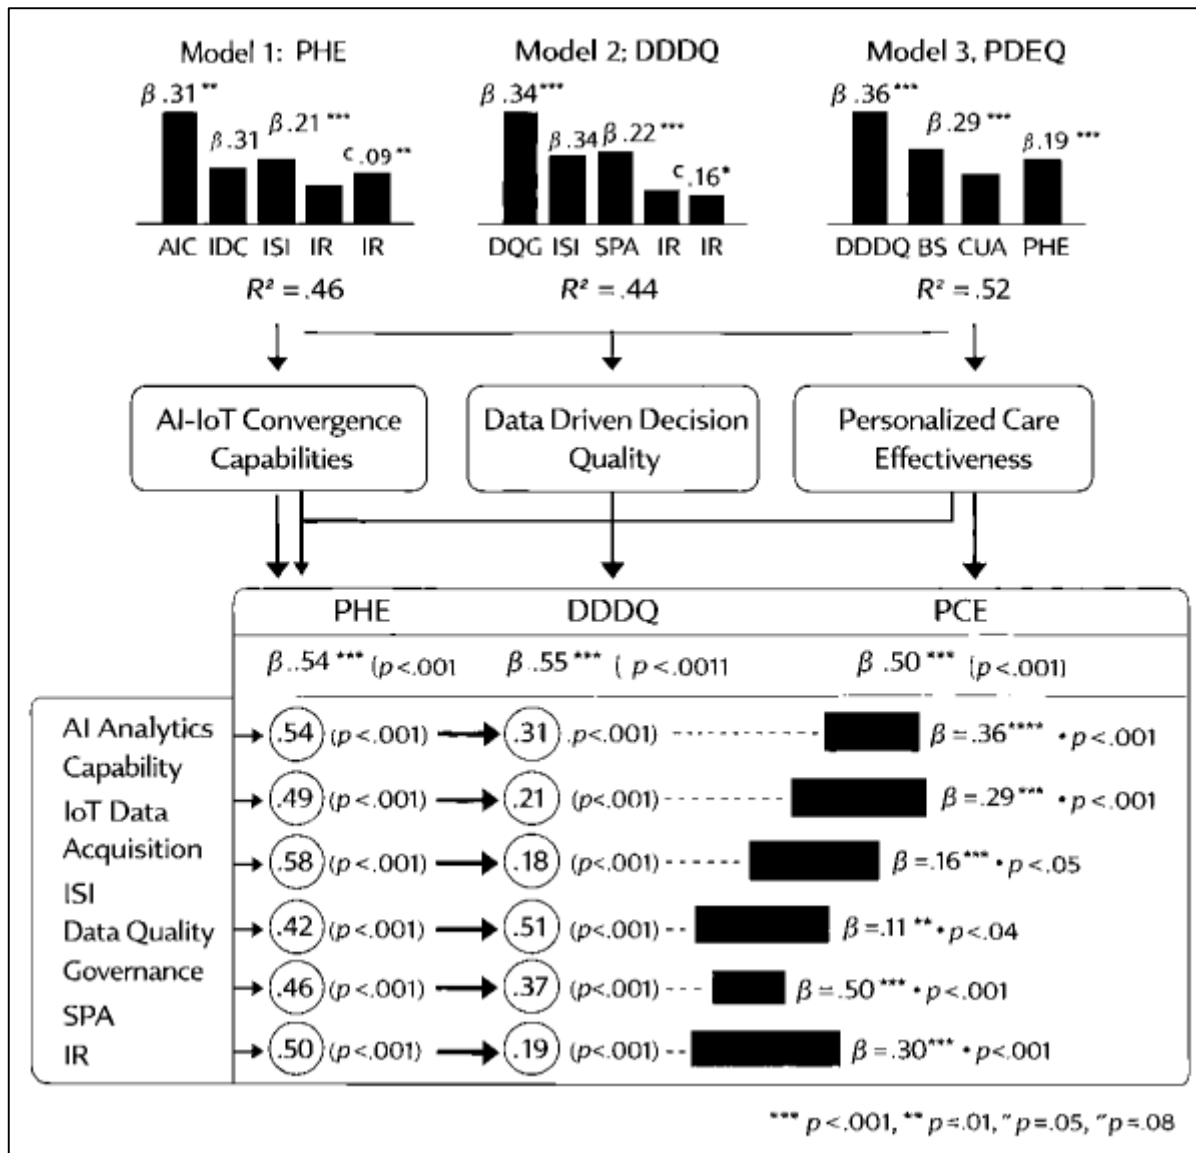 Model 1: PHE
Model 2; DDDQ
Model 3, PDEQ
β .31 **
β .31
β .21 ***
c .09 **
AIC IDC ISI IR IR
R² = .46
β .34 ***
β .34
β .22 ***
c .16 *
DQG ISI SPA IR IR
R² = .44
β .36 ***
β .29 ***
β .19 ***
DDDQ BS CUA PHE
R² = .52
AI-IoT Convergence
Capabilities
Data Driven Decision
Quality
Personalized Care
Effectiveness
PHE DDDQ PCE
β..54 *** (p<.001 β .55 *** ( p<.0011 β .50 *** (p<.001)
AI Analytics
Capability
IoT Data
Acquisition
ISI
Data Quality
Governance
SPA
IR
.54 (p<.001) .31 .p<.001) β =.36**** • p<.001
.49 (p<.001) .21 (p<.001) β =.29*** • p<.001
.58 (p<.001) .18 (p<.001) β =.16*** • p<.05
.42 (p<.001) .51 (p<.001) β =.11 ** • p<.04
.46 (p<.001) .37 (p<.001) β =.50 *** • p<.001
.50 (p<.001) .19 (p<.001) β =.30*** • p<.001
*** p<.001, ** p=.01, " p=.05, " p=.08